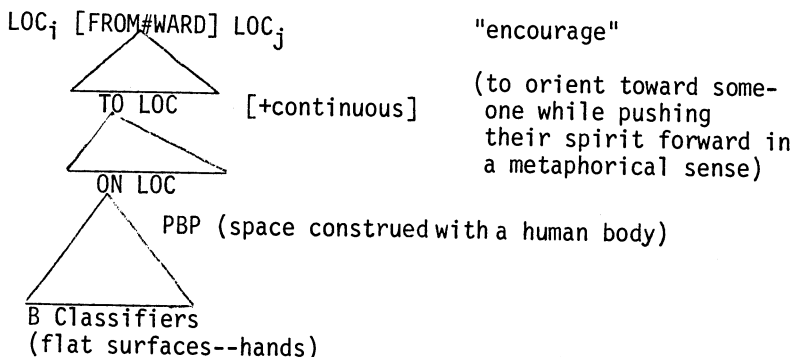 LOCi [FROM#WARD] LOCj "encourage"
TO LOC [+continuous] (to orient toward some-
one while pushing
their spirit forward in
a metaphorical sense)
ON LOC
PBP (space construed with a human body)
B Classifiers
(flat surfaces--hands)